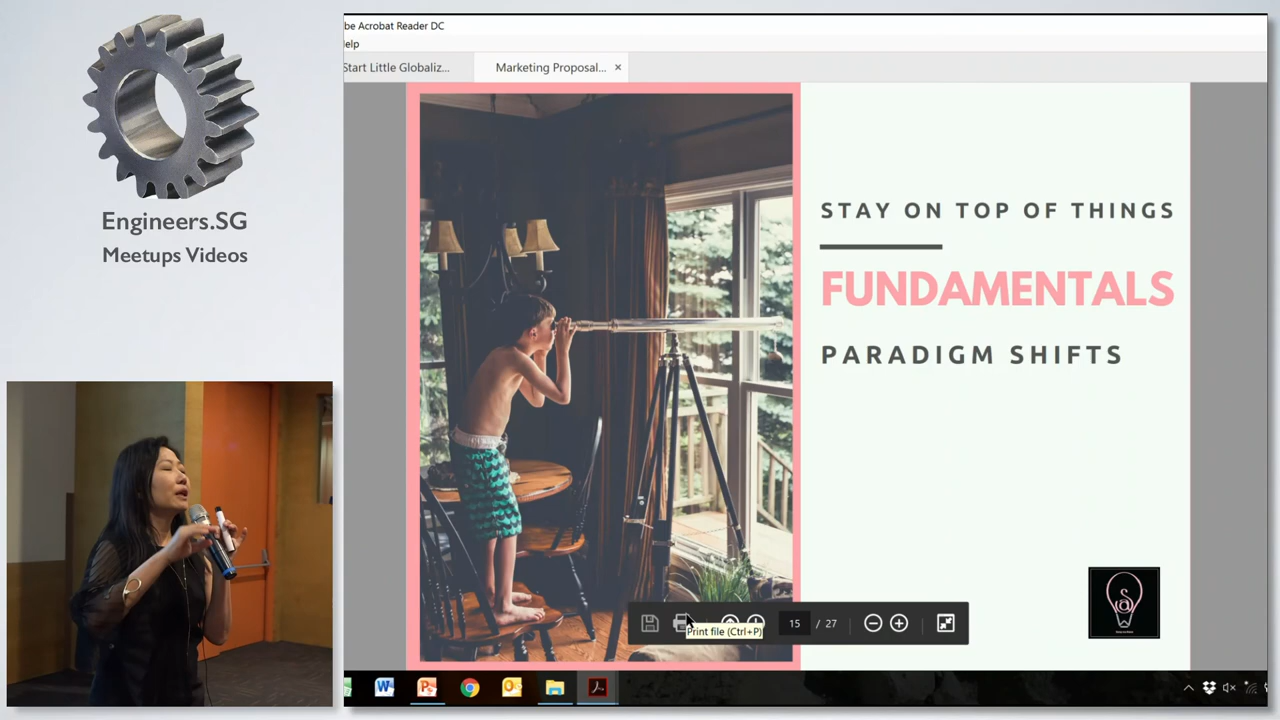 Engineers.SG
Meetups Videos
be Acrobat Reader DC
elp
Start Little Globaliz...
Marketing Proposal... ×
STAY ON TOP OF THINGS
FUNDAMENTALS
PARADIGM SHIFTS
15 / 27
Print file (Ctrl+P)